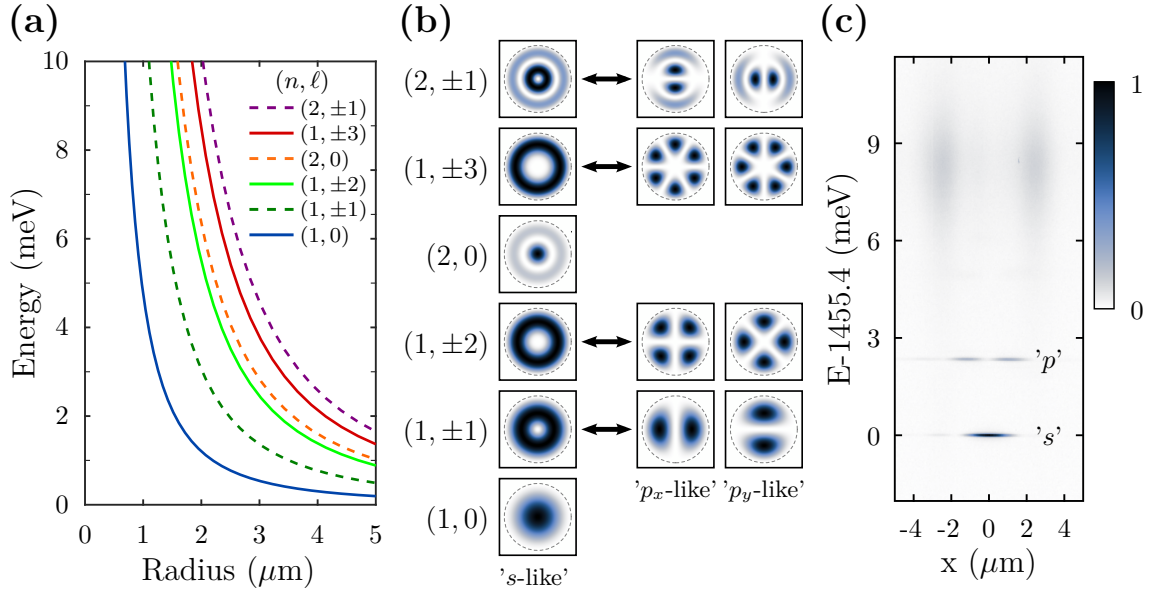 (a)
Energy (meV)
10
8
6
4
2
0
(n, ℓ)
(2, ±1)
(1, ±3)
(2, 0)
(1, ±2)
(1, ±1)
(1, 0)
0 1 2 3 4 5
Radius (μm)
(b)
(2, ±1)
(1, ±3)
(2, 0)
(1, ±2)
(1, ±1)
(1, 0)
'px-like' 'py-like'
's-like'
(c)
E-1455.4 (meV)
9
6
3
0
'p'
's'
-4 -2 0 2 4
x (μm)
1
0